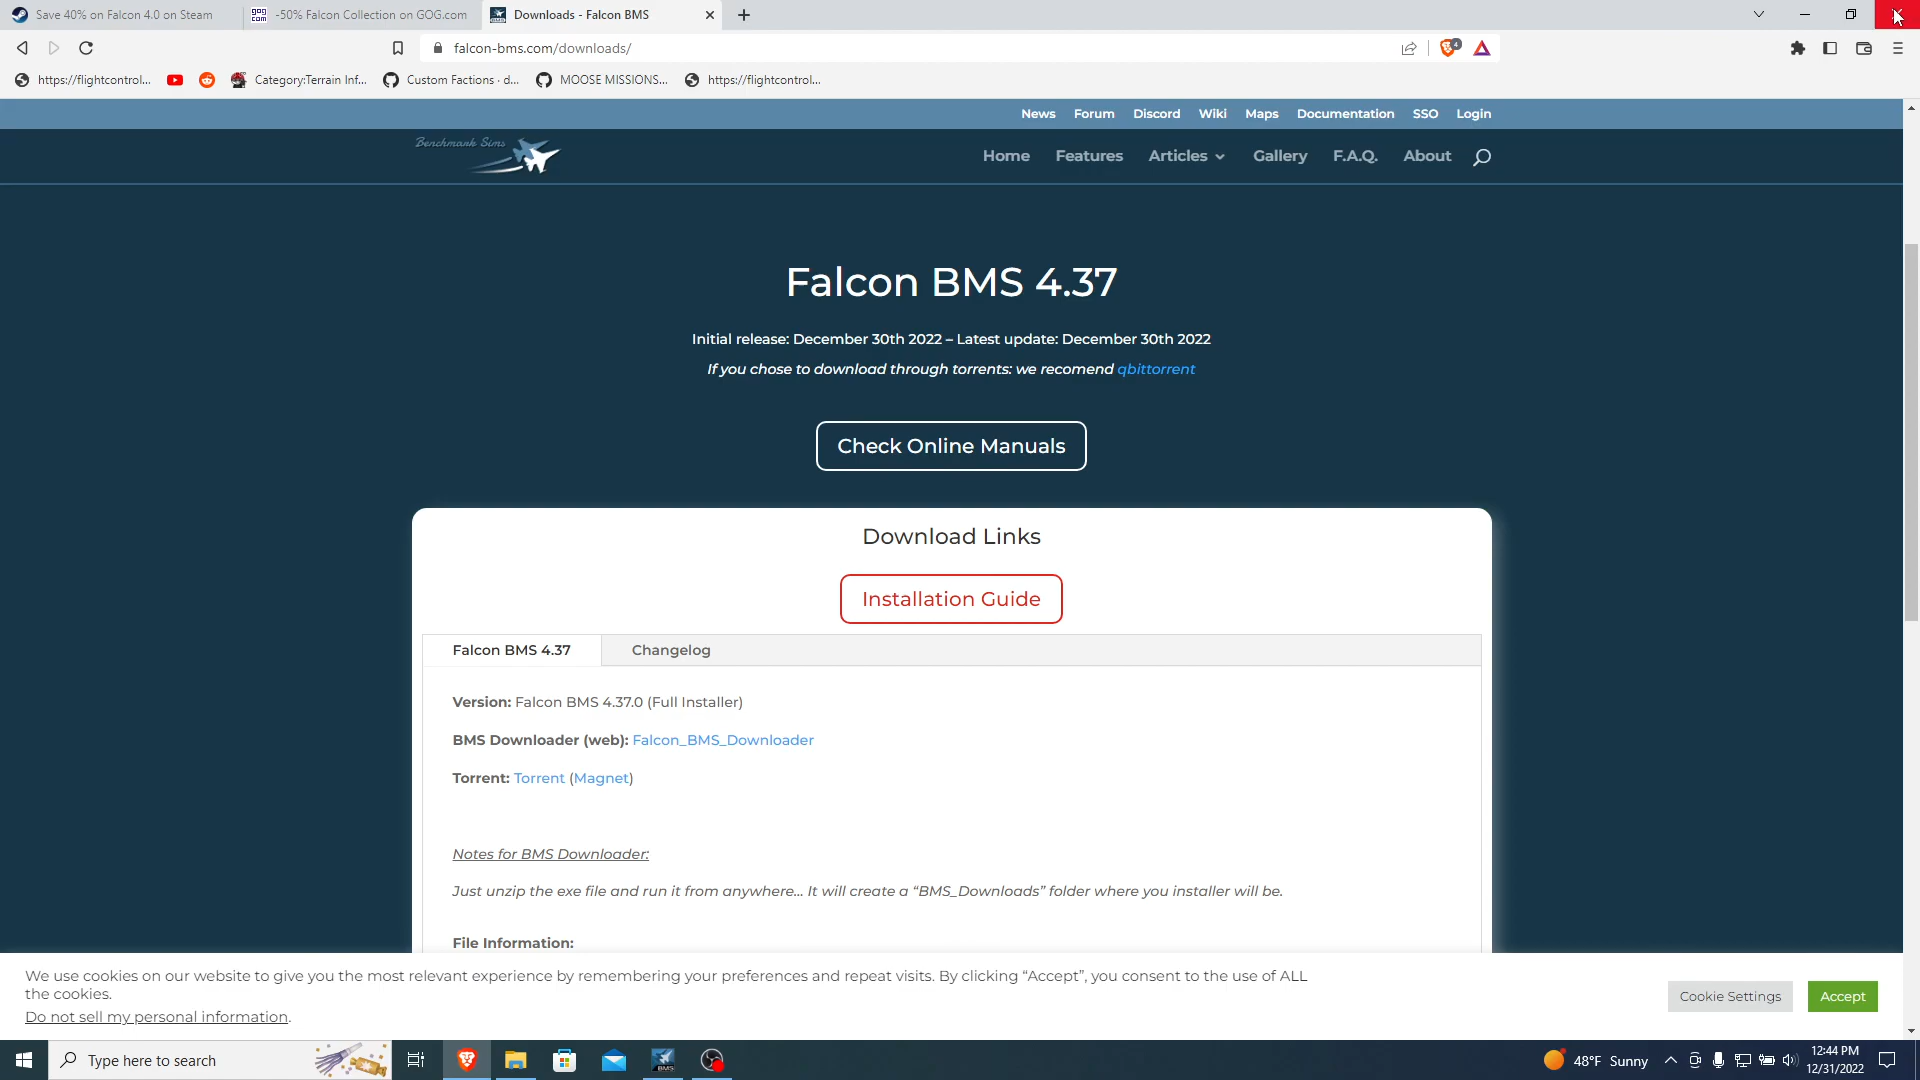 Save 40% on Falcon 4.0 on Steam
gog com
-50% Falcon Collection on GOG.com
BMS
Downloads - Falcon BMS
falcon-bms.com/downloads/
4
https://flightcontrol...
Category:Terrain Inf...
Custom Factions · d...
MOOSE MISSIONS...
https://flightcontrol...
News Forum Discord Wiki Maps Documentation SSO Login
Benchmark Sims
Home Features Articles Gallery F.A.Q. About
Falcon BMS 4.37
Initial release: December 30th 2022 – Latest update: December 30th 2022
If you chose to download through torrents: we recomend qbittorrent
Check Online Manuals
Download Links
Installation Guide
Falcon BMS 4.37 Changelog
Version: Falcon BMS 4.37.0 (Full Installer)
BMS Downloader (web): Falcon_BMS_Downloader
Torrent: Torrent (Magnet)
Notes for BMS Downloader:
Just unzip the exe file and run it from anywhere... It will create a “BMS_Downloads” folder where you installer will be.
File Information:
We use cookies on our website to give you the most relevant experience by remembering your preferences and repeat visits. By clicking “Accept”, you consent to the use of ALL
the cookies.
Do not sell my personal information.
Cookie Settings Accept
Type here to search
BMS
48°F Sunny
12:44 PM
12/31/2022